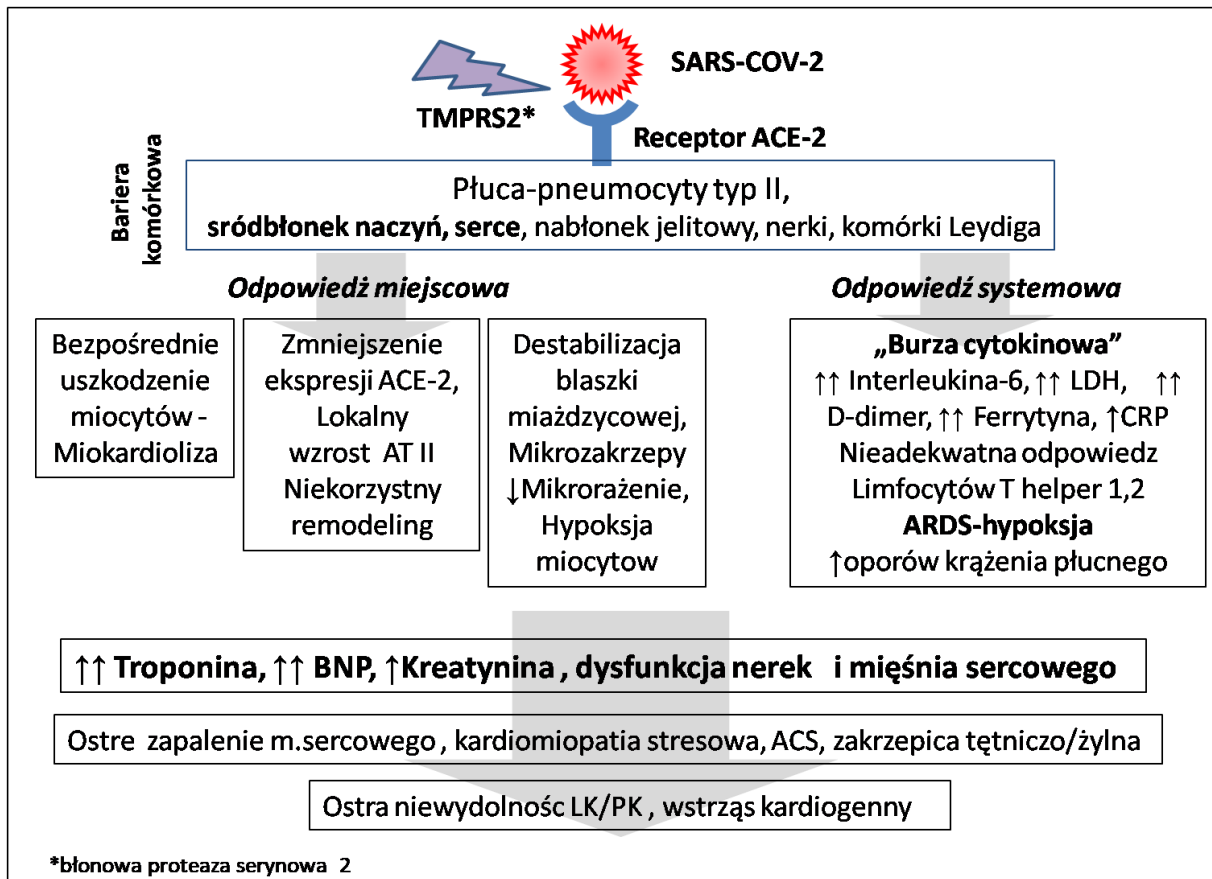 SARS-COV-2
TMPRS2*
Receptor ACE-2
Bariera
komórkowa
Płuca-pneumocyty typ II,
sródbłonek naczyń, serce, nabłonek jelitowy, nerki, komórki Leydiga
Odpowiedż miejscowa
Odpowiedź systemowa
Bezpośrednie
uszkodzenie
miocytów -
Miokardioliza
Zmniejszenie
ekspresji ACE-2,
Lokalny
wzrost AT II
Niekorzystny
remodeling
Destabilizacja
blaszki
miażdzycowej,
Mikrozakrzepy
↓Mikrorażenie,
Hypoksja
miocytow
„Burza cytokinowa”
↑↑ Interleukina-6, ↑↑ LDH, ↑↑
D-dimer, ↑↑ Ferrytyna, ↑CRP
Nieadekwatna odpowiedz
Limfocytów T helper 1,2
ARDS-hypoksja
↑oporów krążenia płucnego
↑↑ Troponina, ↑↑ BNP, ↑Kreatynina , dysfunkcja nerek i mięśnia sercowego
Ostre zapalenie m.sercowego , kardiomiopatia stresowa, ACS, zakrzepica tętniczo/żylna
Ostra niewydolnośc LK/PK , wstrząs kardiogenny
*błonowa proteaza serynowa 2